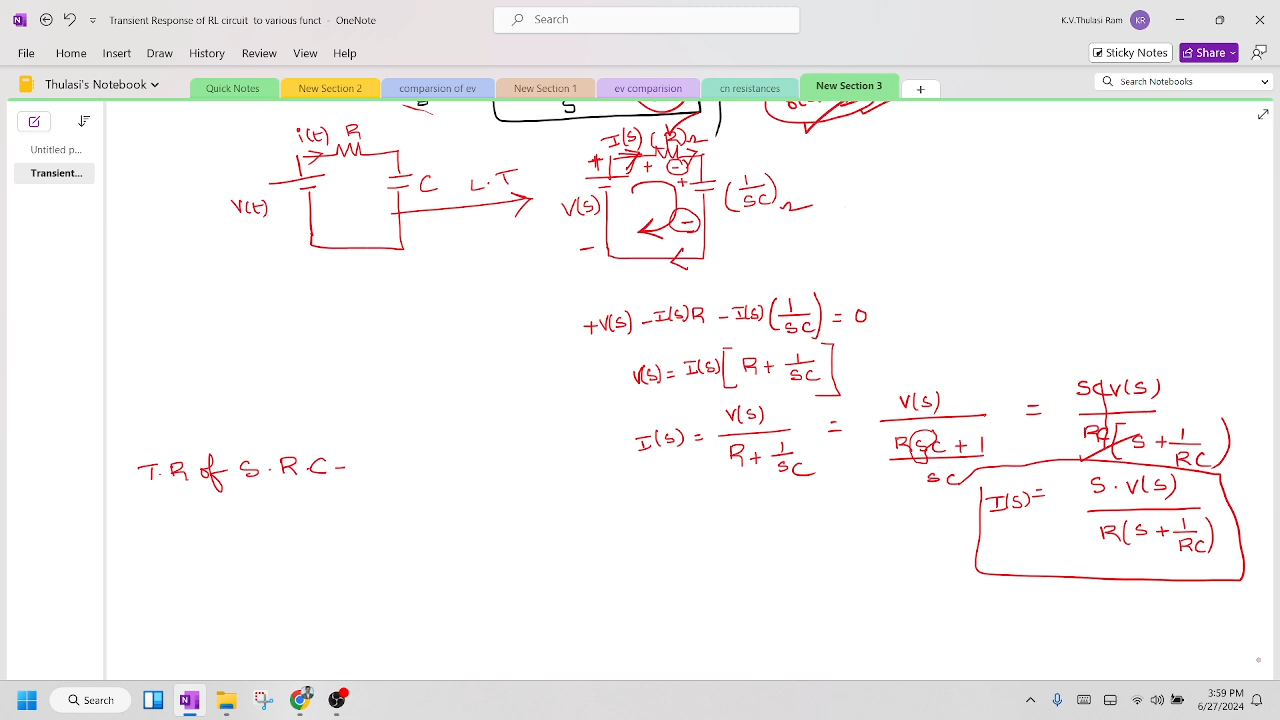 Transient Response of RL circuit to various funct - OneNote
Search
K.V.Thulasi Ram
KR
File Home Insert Draw History Review View Help
Sticky Notes
Share
Thulasi's Notebook
Quick Notes
New Section 2
comparsion of ev
New Section 1
ev comparision
cn resistances
New Section 3
+
Search Notebooks
Untitled p...
Transient...
S
i(t) R
C
V(t)
L.T
I(s) (R)Ω
+ + - +
V(s)
(1/SC)Ω
-
-
+V(s) - I(s)R - I(s)(1/SC) = 0
V(s) = I(s)[R + 1/SC]
I(s) = V(s)/(R + 1/SC) = V(s)/((RSC + 1)/SC) = SCV(s)/(RC[S + 1/RC])
T.R of S.R.C -
I(s) = S.V(s)/(R(S + 1/RC))
Search
3:59 PM
6/27/2024